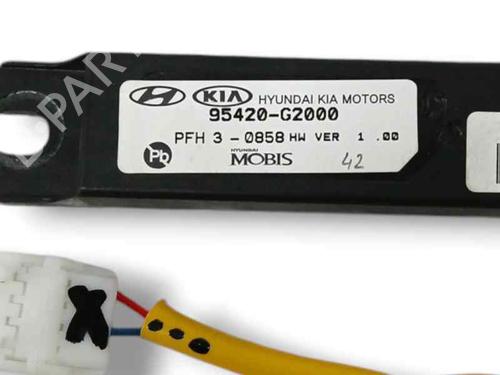 KIA HYUNDAI KIA MOTORS
95420-G2000
PFH 3 - 0858 HW VER 1 .00
Pb
HYUNDAI
MOBIS
42
X